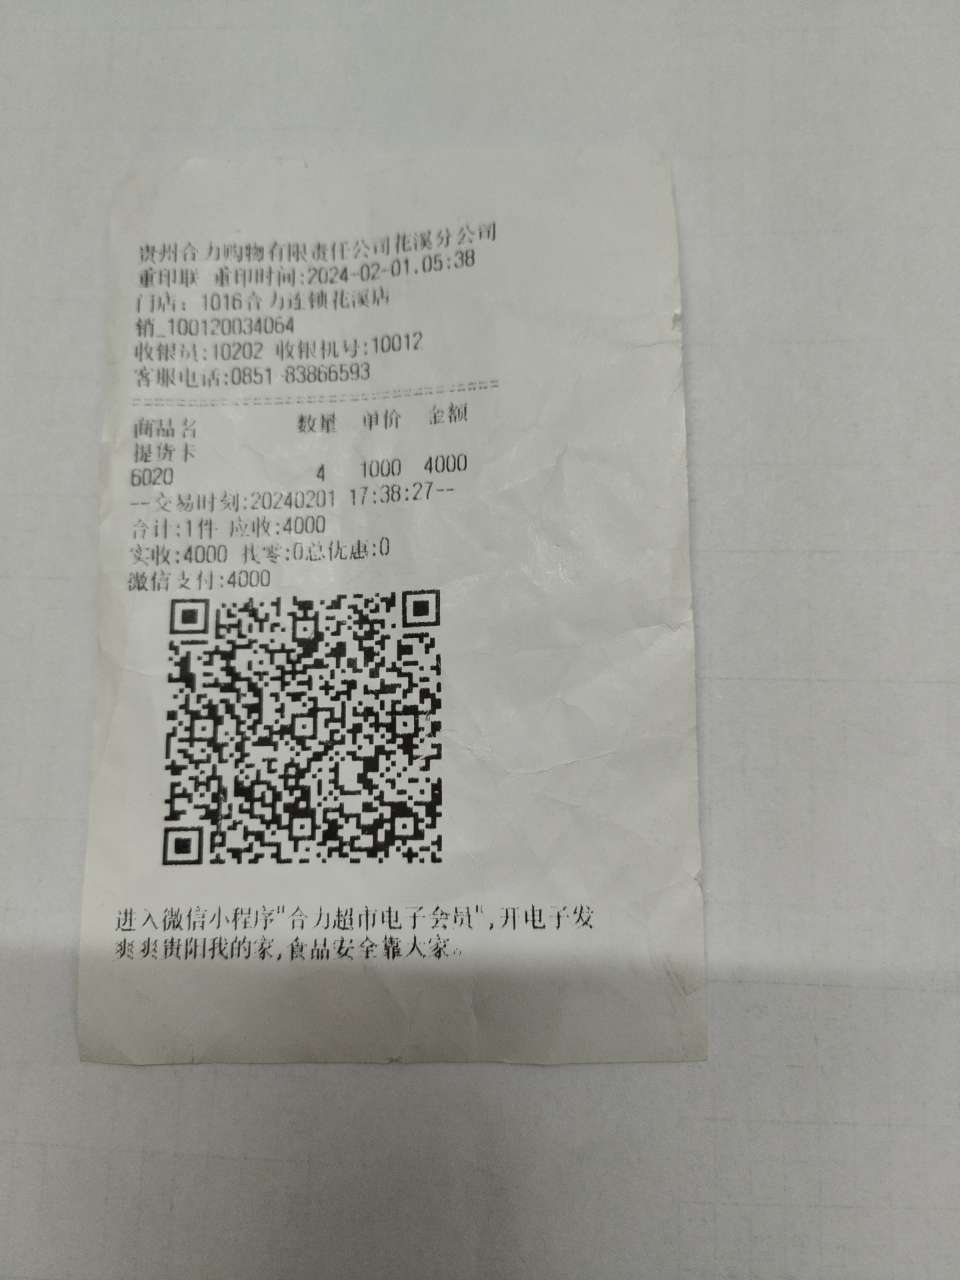 贵州合力购物有限责任公司花溪分公司
重印联 重印时间:2024-02-01.05:38
门店: 1016合力连锁花溪店
销_100120034064
收银员:10202 收银机号:10012
客服电话:0851-83866593
商品名 数量 单价 金额
提货卡
6020 4 1000 4000
--交易时刻:20240201 17:38:27--
合计:1件 应收:4000
实收:4000 找零:0总优惠:0
微信支付:4000
进入微信小程序"合力超市电子会员",开电子发
爽爽贵阳我的家,食品安全靠大家。